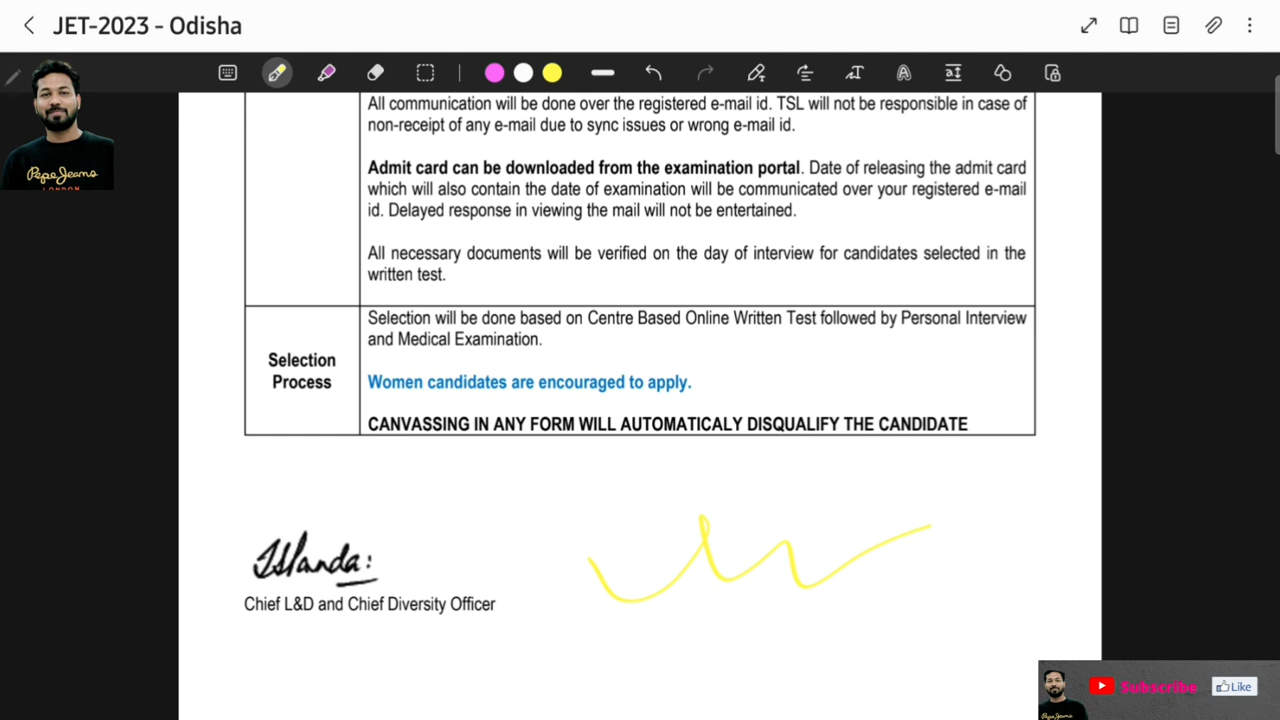 JET-2023 - Odisha
All communication will be done over the registered e-mail id. TSL will not be responsible in case of
non-receipt of any e-mail due to sync issues or wrong e-mail id.
Admit card can be downloaded from the examination portal. Date of releasing the admit card
which will also contain the date of examination will be communicated over your registered e-mail
id. Delayed response in viewing the mail will not be entertained.
All necessary documents will be verified on the day of interview for candidates selected in the
written test.
Selection
Process
Selection will be done based on Centre Based Online Written Test followed by Personal Interview
and Medical Examination.
Women candidates are encouraged to apply.
CANVASSING IN ANY FORM WILL AUTOMATICALY DISQUALIFY THE CANDIDATE
Chief L&D and Chief Diversity Officer
Pepe Jeans
LONDON
Subscribe
Like
Pepe Jeans